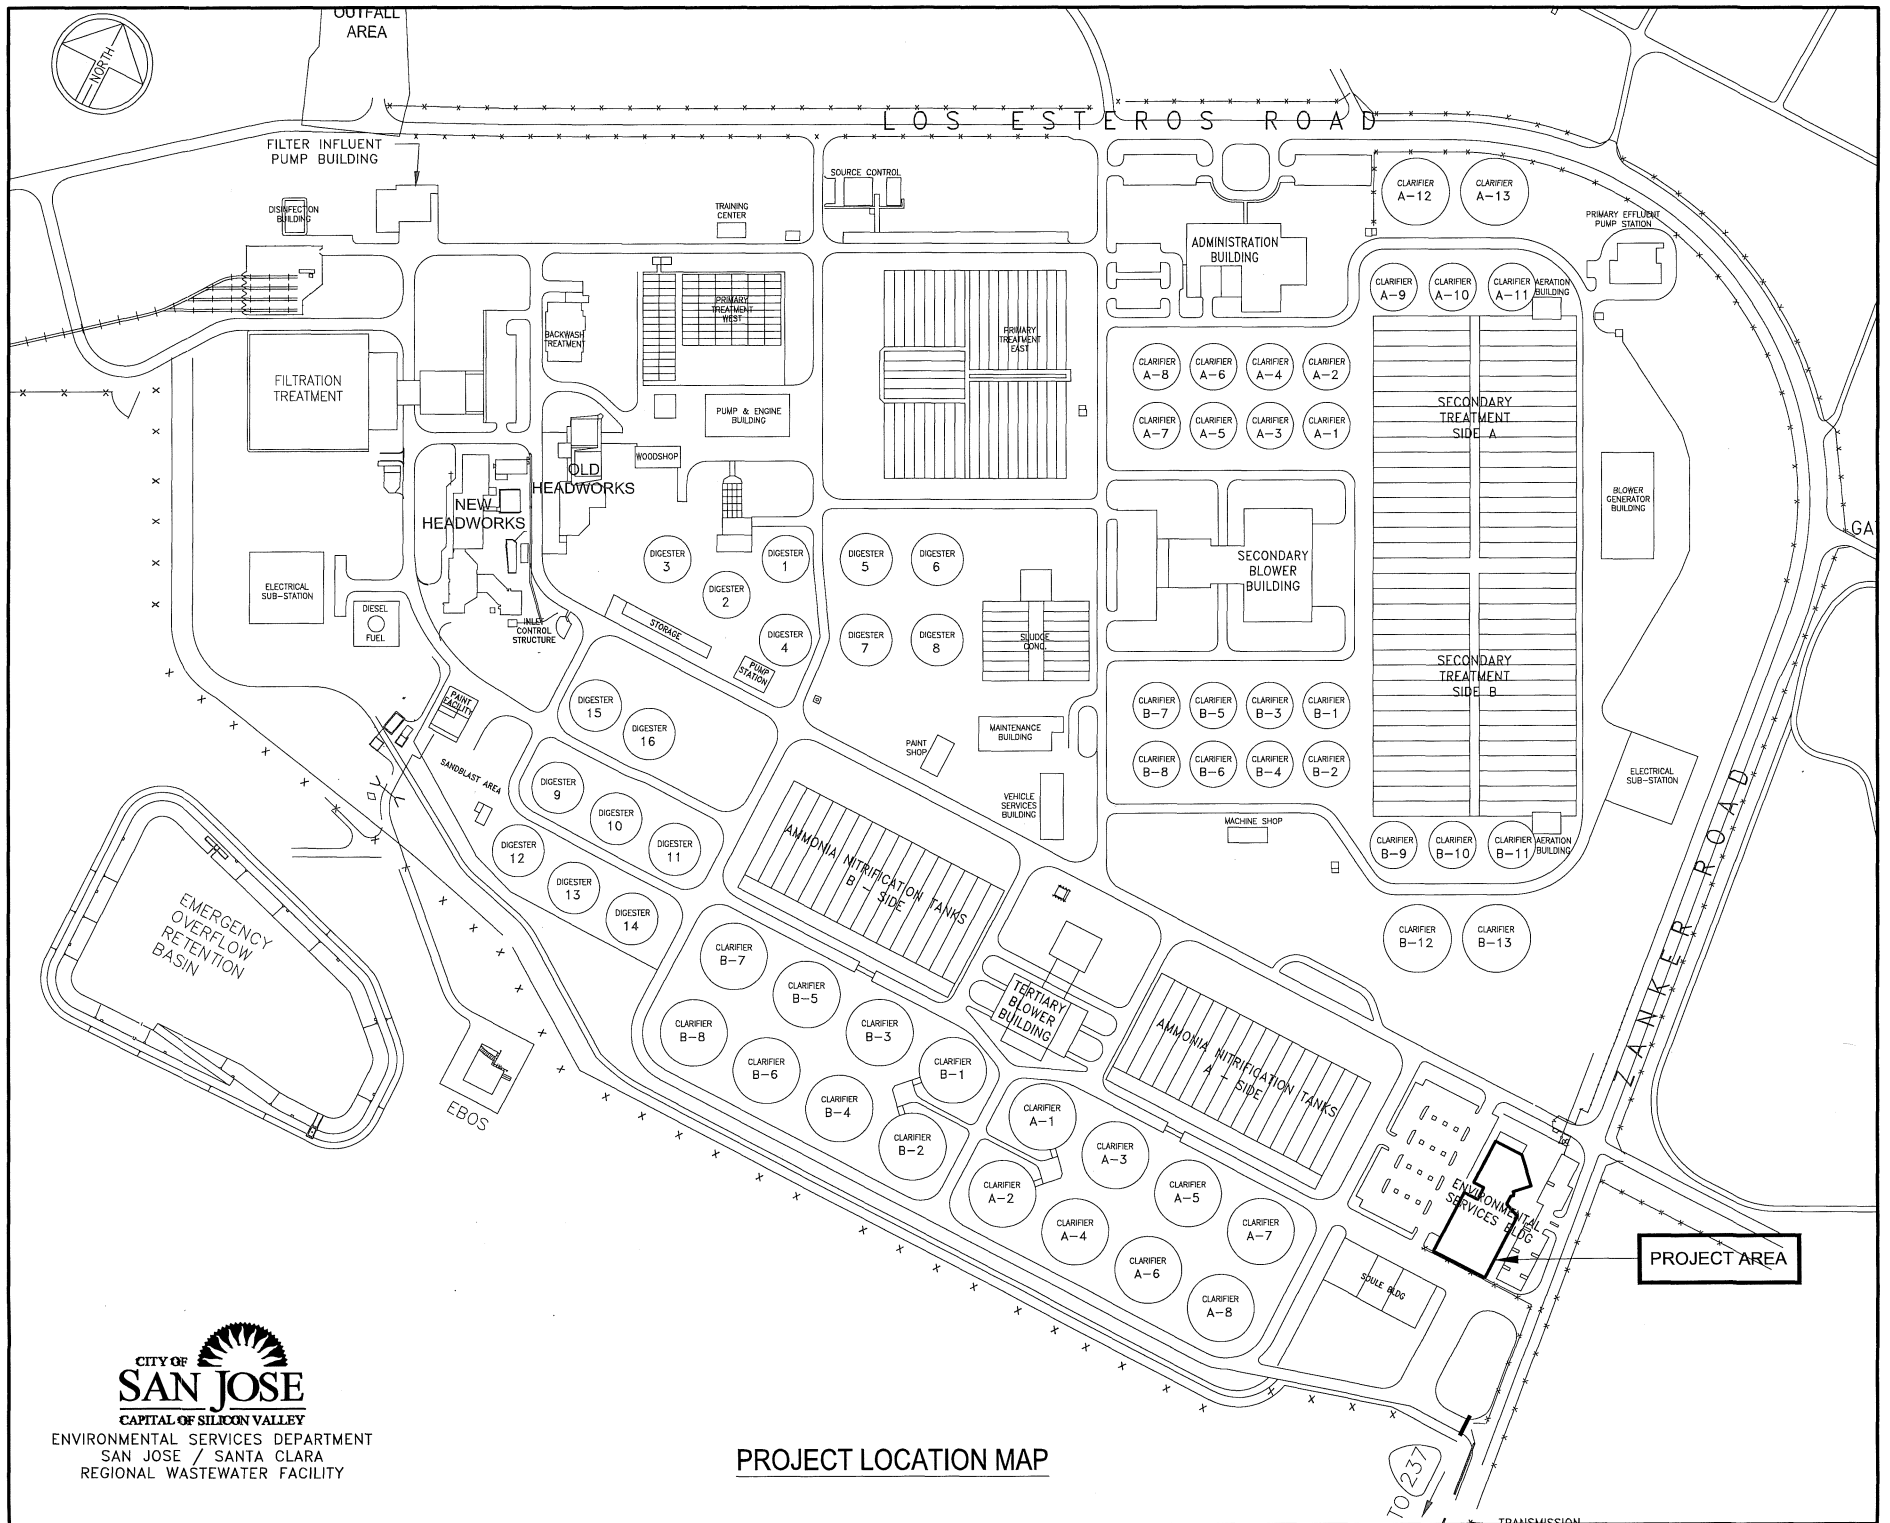 OUTFALL
AREA
NORTH
LOS ESTEROS ROAD
FILTER INFLUENT
PUMP BUILDING
SOURCE CONTROL
CLARIFIER
A-12
CLARIFIER
A-13
DISINFECTION
BUILDING
TRAINING
CENTER
PRIMARY EFFLUENT
PUMP STATION
ADMINISTRATION
BUILDING
CLARIFIER
A-9
CLARIFIER
A-10
CLARIFIER
A-11
AERATION
BUILDING
PRIMARY
TREATMENT
WEST
BACKWASH
TREATMENT
PRIMARY
TREATMENT
EAST
CLARIFIER
A-8
CLARIFIER
A-6
CLARIFIER
A-4
CLARIFIER
A-2
FILTRATION
TREATMENT
PUMP & ENGINE
BUILDING
SECONDARY
TREATMENT
SIDE A
CLARIFIER
A-7
CLARIFIER
A-5
CLARIFIER
A-3
CLARIFIER
A-1
WOODSHOP
OLD
HEADWORKS
NEW
HEADWORKS
BLOWER
GENERATOR
BUILDING
GA
DIGESTER
3
DIGESTER
1
DIGESTER
5
DIGESTER
6
SECONDARY
BLOWER
BUILDING
ELECTRICAL
SUB-STATION
DIGESTER
2
DIESEL
FUEL
INLET
CONTROL
STRUCTURE
STORAGE
DIGESTER
4
DIGESTER
7
DIGESTER
8
SLUDGE
CONC.
SECONDARY
TREATMENT
SIDE B
PUMP
STATION
PAINT
FACILITY
DIGESTER
15
DIGESTER
16
CLARIFIER
B-7
CLARIFIER
B-5
CLARIFIER
B-3
CLARIFIER
B-1
MAINTENANCE
BUILDING
PAINT
SHOP
SANDBLAST AREA
DIGESTER
9
CLARIFIER
B-8
CLARIFIER
B-6
CLARIFIER
B-4
CLARIFIER
B-2
ELECTRICAL
SUB-STATION
VEHICLE
SERVICES
BUILDING
DIGESTER
10
MACHINE SHOP
DIGESTER
12
DIGESTER
11
AMMONIA NITRIFICATION TANKS
B - SIDE
CLARIFIER
B-9
CLARIFIER
B-10
CLARIFIER
B-11
AERATION
BUILDING
ZANKER ROAD
DIGESTER
13
DIGESTER
14
EMERGENCY
OVERFLOW
RETENTION
BASIN
CLARIFIER
B-12
CLARIFIER
B-13
CLARIFIER
B-7
CLARIFIER
B-5
TERTIARY
BLOWER
BUILDING
CLARIFIER
B-8
CLARIFIER
B-3
AMMONIA NITRIFICATION TANKS
A - SIDE
CLARIFIER
B-6
CLARIFIER
B-1
EBOS
CLARIFIER
B-4
CLARIFIER
A-1
CLARIFIER
B-2
CLARIFIER
A-3
CLARIFIER
A-2
CLARIFIER
A-5
ENVIRONMENTAL
SERVICES BLDG
CLARIFIER
A-4
CLARIFIER
A-7
PROJECT AREA
CLARIFIER
A-6
SOULE BLDG
CLARIFIER
A-8
CITY OF
SAN JOSE
CAPITAL OF SILICON VALLEY
ENVIRONMENTAL SERVICES DEPARTMENT
SAN JOSE / SANTA CLARA
REGIONAL WASTEWATER FACILITY
PROJECT LOCATION MAP
TO 237
TRANSMISSION